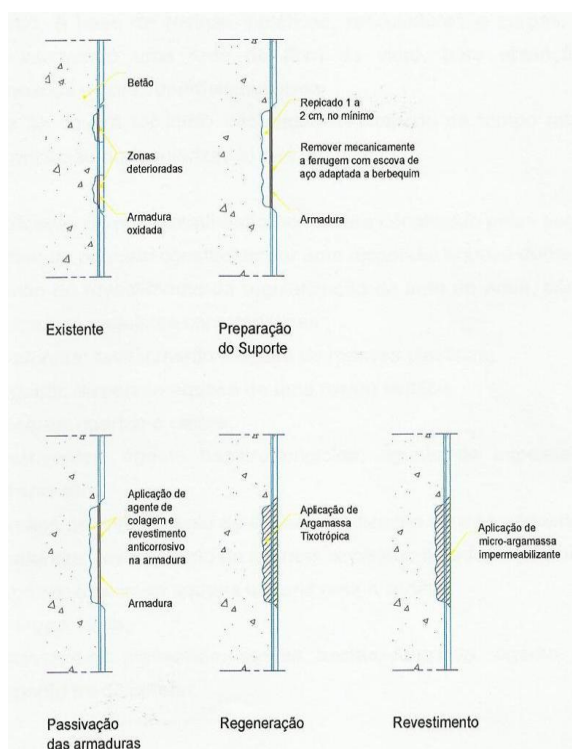 Betão
Zonas
deterioradas
Armadura
oxidada
Existente
Repicado 1 a
2 cm, no mínimo
Remover mecanicamente
a ferrugem com escova de
aço adaptada a berbequim
Armadura
Preparação
do Suporte
Aplicação de
agente de
colagem e
revestimento
anticorrosivo
na armadura
Armadura
Passivação
das armaduras
Aplicação de
Argamassa
Tixotrópica
Regeneração
Aplicação de
micro-argamassa
impermeabilizante
Revestimento